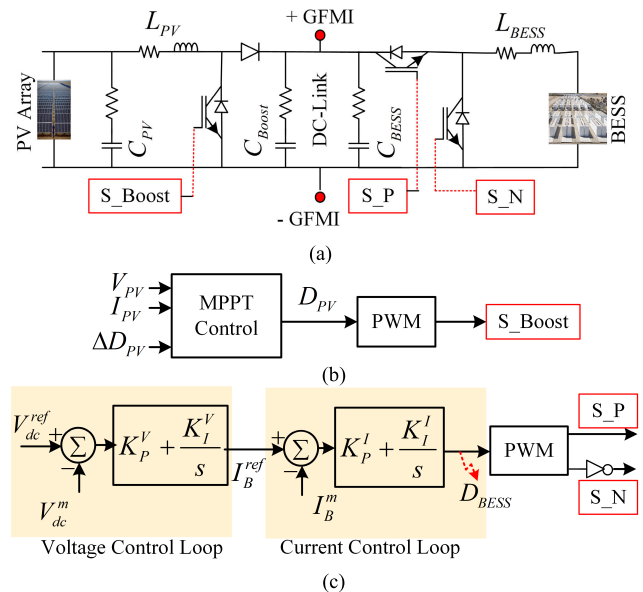 + GFMI
L_PV
L_BESS
PV Array
C_PV
C_Boost
DC-Link
C_BESS
BESS
S_Boost
S_P
S_N
- GFMI
(a)
V_PV
I_PV
ΔD_PV
MPPT
Control
D_PV
PWM
S_Boost
(b)
V_dc^ref
+
Σ
−
V_dc^m
K_P^V + K_I^V / s
I_B^ref
+
Σ
−
I_B^m
K_P^I + K_I^I / s
D_BESS
PWM
S_P
S_N
Voltage Control Loop
Current Control Loop
(c)